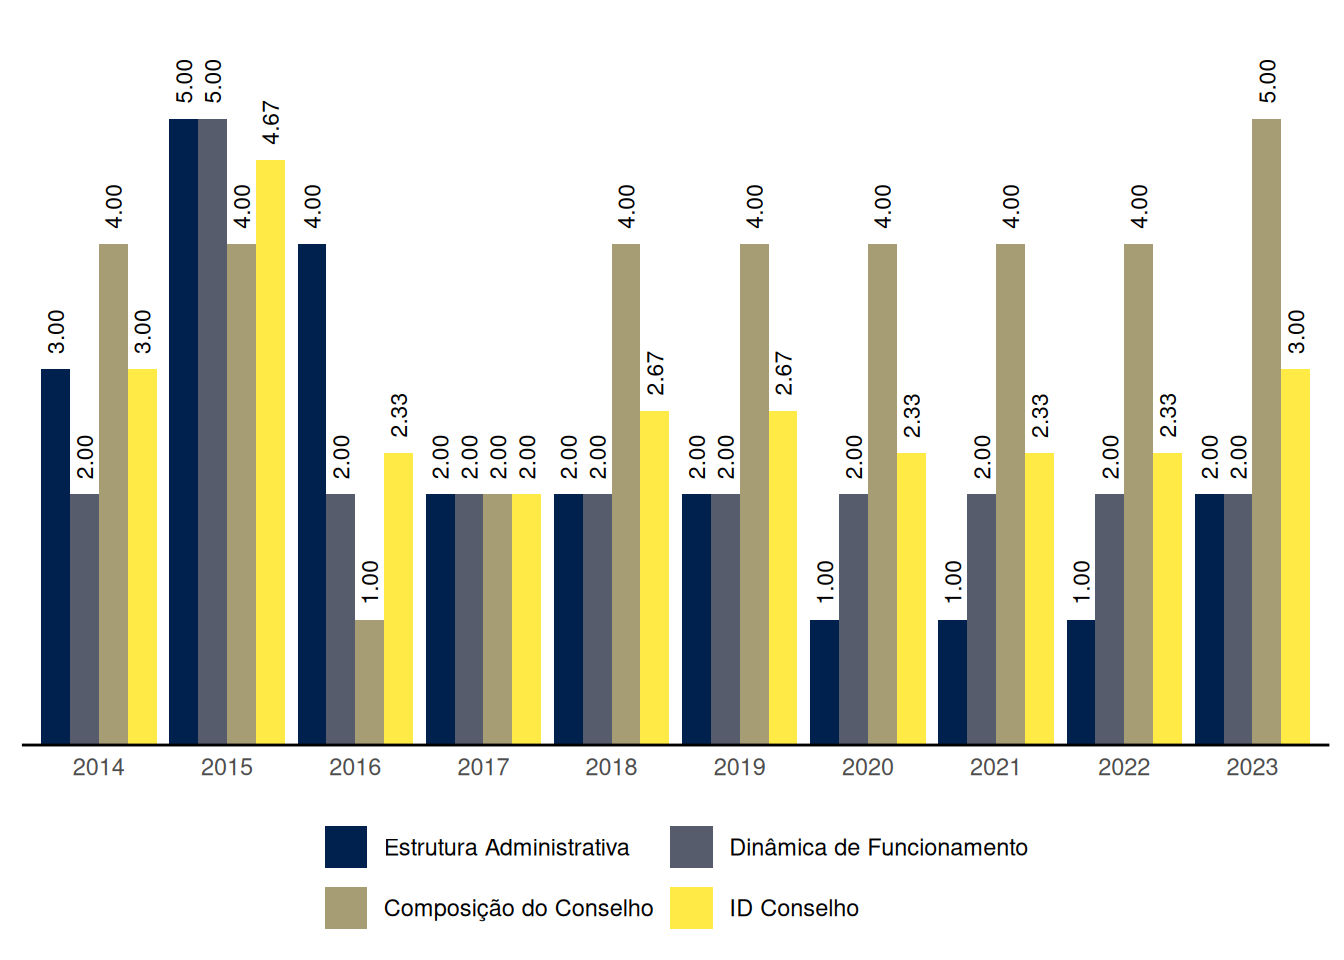 3.00 2.00 4.00 3.00
5.00 5.00 4.00 4.67
4.00 2.00 1.00 2.33
2.00 2.00 2.00 2.00
2.00 2.00 4.00 2.67
2.00 2.00 4.00 2.67
1.00 2.00 4.00 2.33
1.00 2.00 4.00 2.33
1.00 2.00 4.00 2.33
2.00 2.00 5.00 3.00
2014 2015 2016 2017 2018 2019 2020 2021 2022 2023
Estrutura Administrativa Dinâmica de Funcionamento
Composição do Conselho ID Conselho